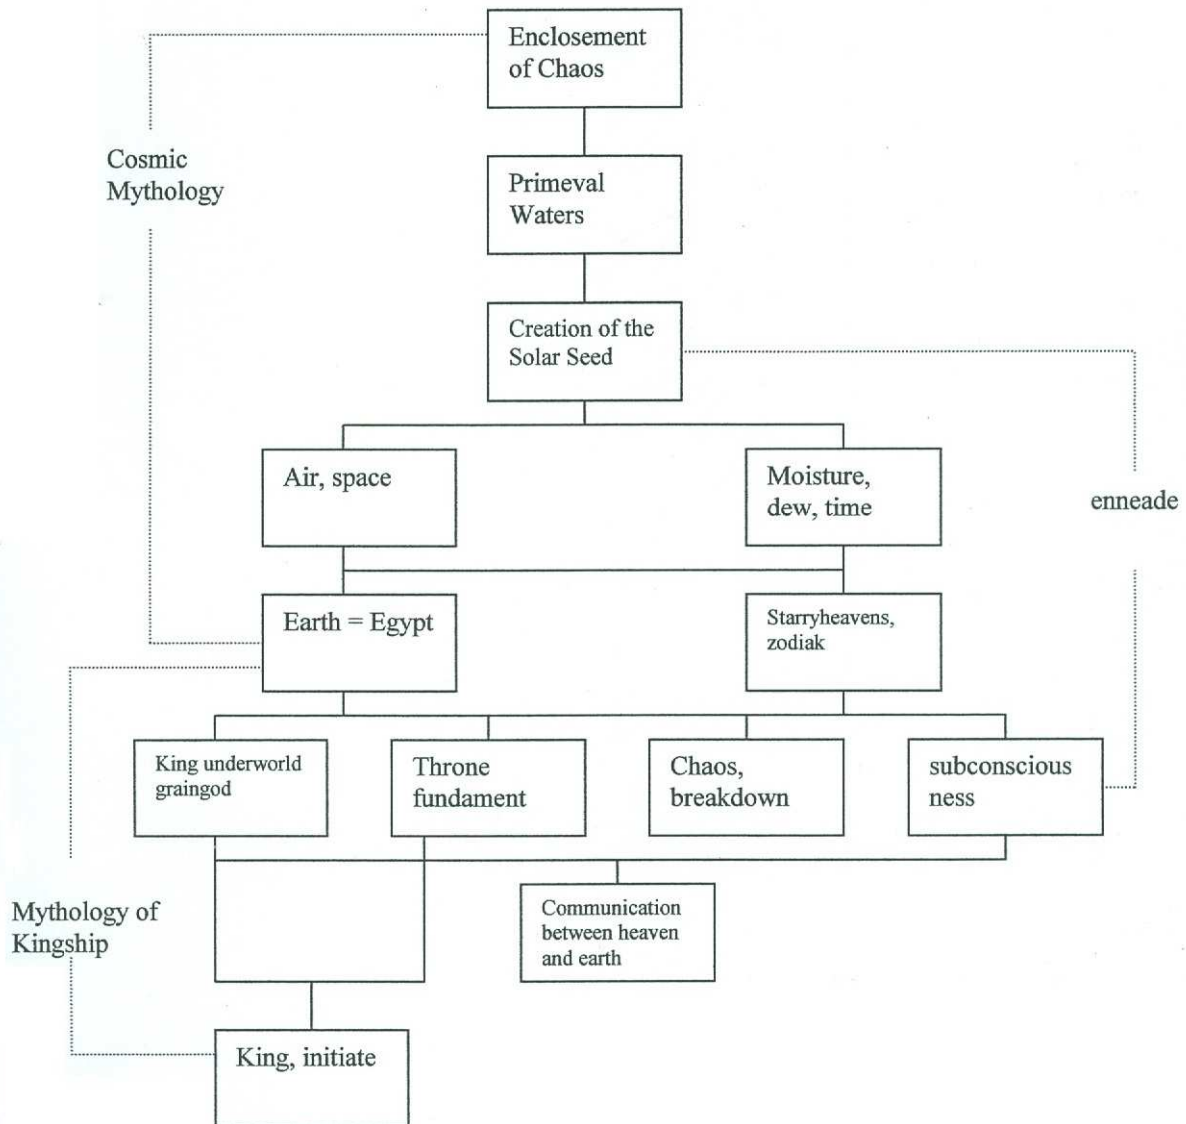 Enclosement
of Chaos
Cosmic
Mythology
Primeval
Waters
Creation of the
Solar Seed
Air, space
Moisture,
dew, time
enneade
Earth = Egypt
Starryheavens,
zodiak
King underworld
graingod
Throne
fundament
Chaos,
breakdown
subconscious
ness
Mythology of
Kingship
Communication
between heaven
and earth
King, initiate